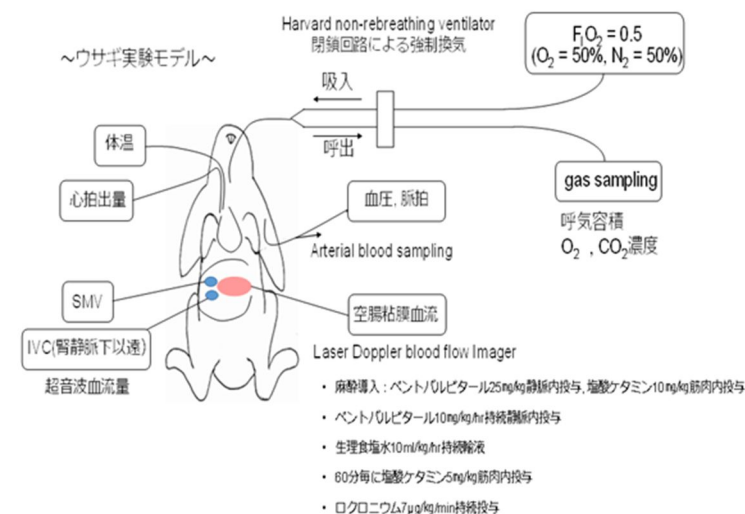 Harvard non-rebreathing ventilator
閉鎖回路による強制換気
FIO2 = 0.5
(O2 = 50%, N2 = 50%)
～ウサギ実験モデル～
吸入
呼出
体温
心拍出量
血圧, 脈拍
gas sampling
呼気容積
O2 , CO2濃度
Arterial blood sampling
SMV
IVC(腎静脈下以遠)
超音波血流量
空腸粘膜血流
Laser Doppler blood flow Imager
・ 麻酔導入：ペントバルビタール25mg/kg静脈内投与, 塩酸ケタミン10mg/kg筋肉内投与
・ ペントバルビタール10mg/kg/hr持続静脈内投与
・ 生理食塩水10ml/kg/hr持続輸液
・ 60分毎に塩酸ケタミン5mg/kg筋肉内投与
・ ロクロニウム7μg/kg/min持続投与